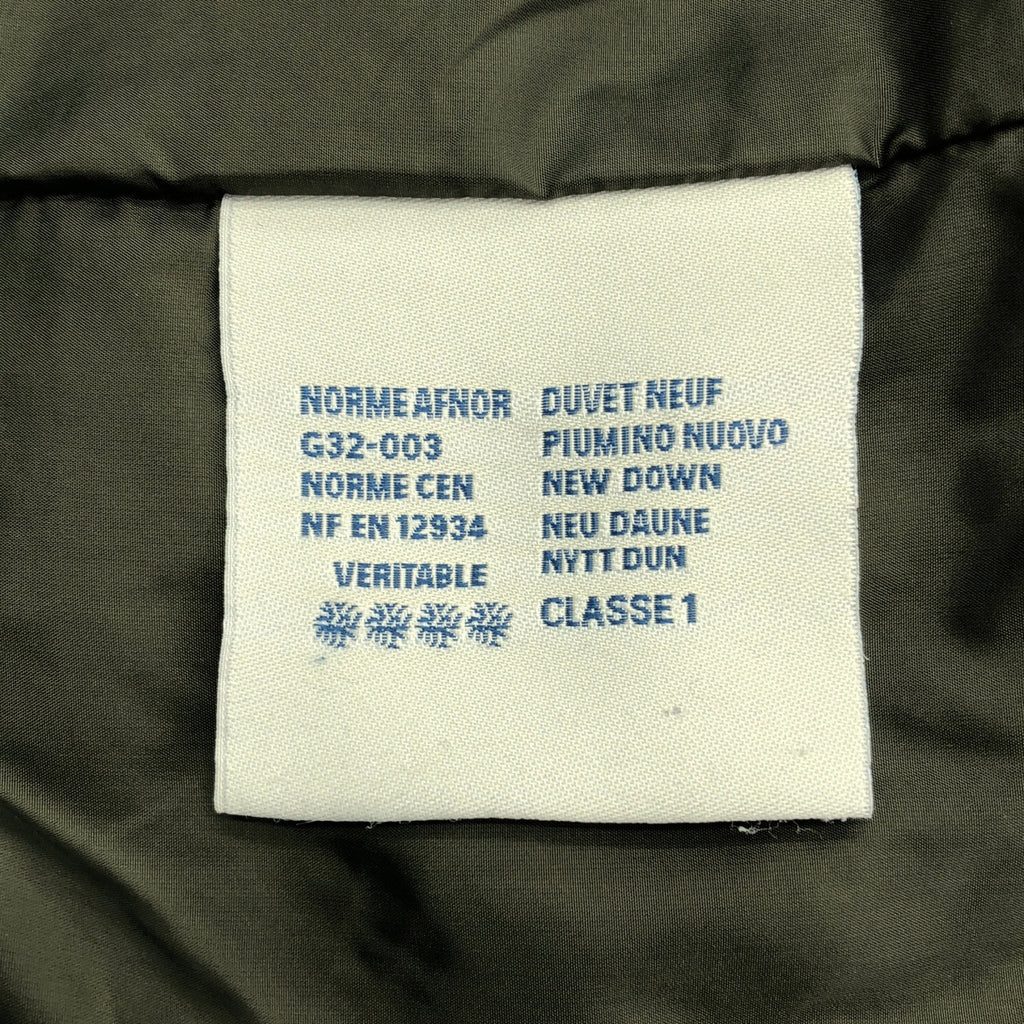 NORME AFNOR
G32-003
NORME CEN
NF EN 12934
VERITABLE
DUVET NEUF
PIUMINO NUOVO
NEW DOWN
NEU DAUNE
NYTT DUN
CLASSE 1